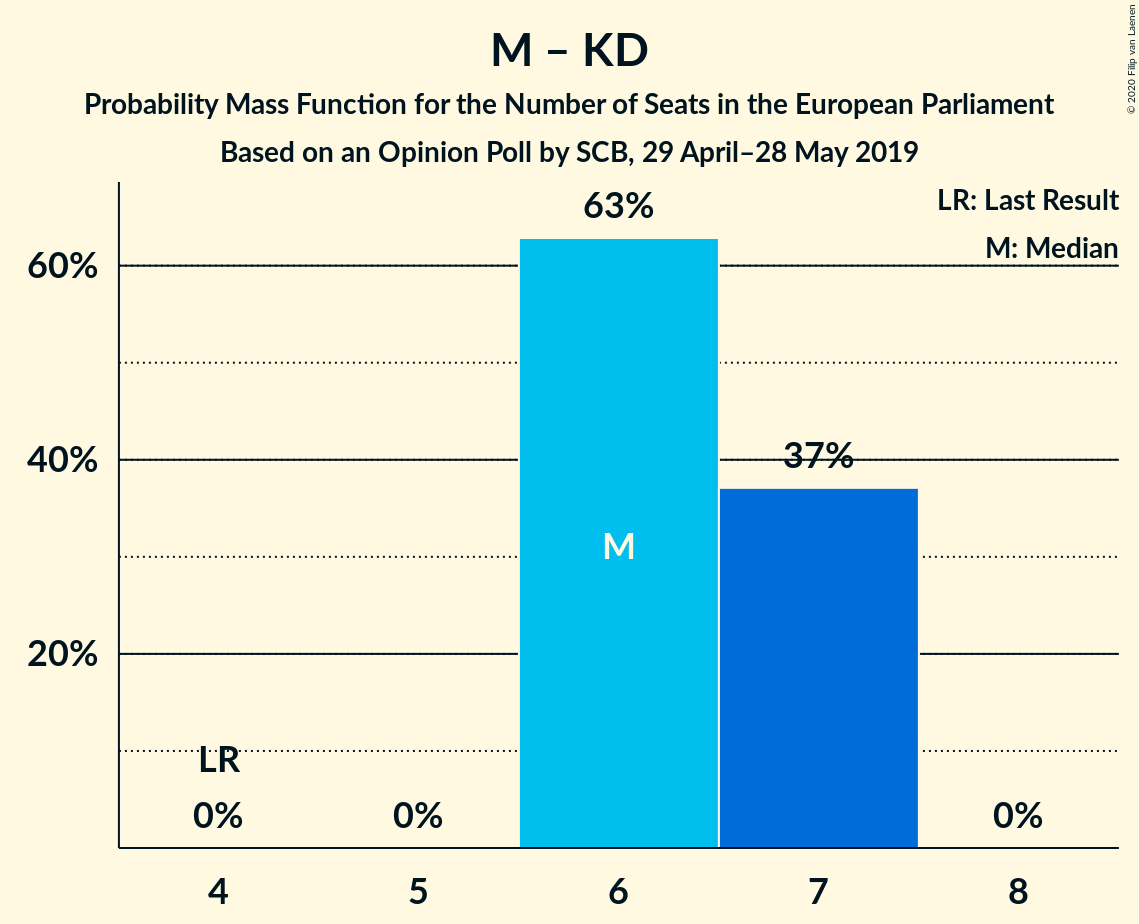 M – KD
Probability Mass Function for the Number of Seats in the European Parliament
Based on an Opinion Poll by SCB, 29 April–28 May 2019
© 2020 Filip van Laenen
LR: Last Result
M: Median
60%
40%
20%
63%
37%
M
LR
0%
0%
0%
4
5
6
7
8